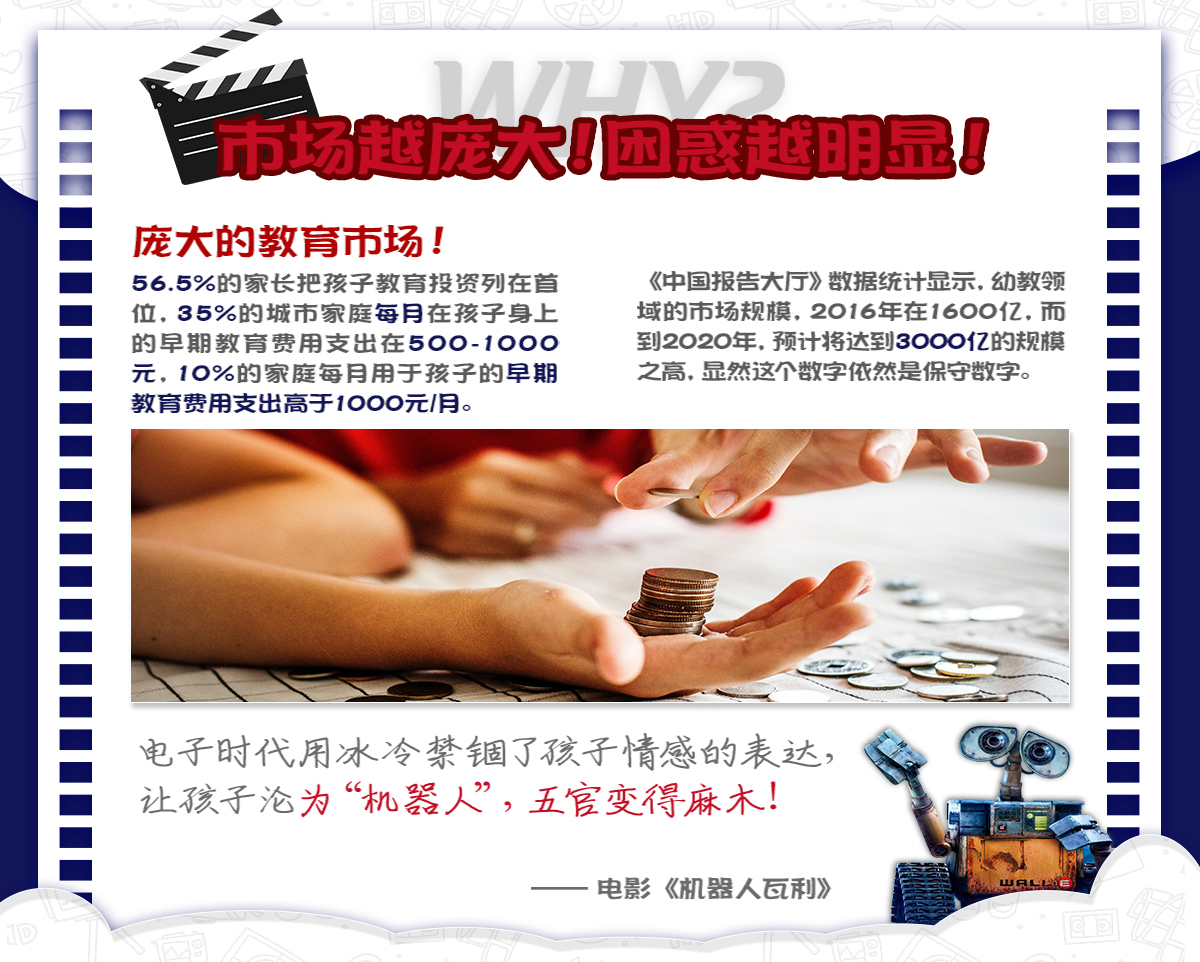 WHY?
市场越庞大！困惑越明显！
庞大的教育市场！
56.5%的家长把孩子教育投资列在首
位，35%的城市家庭每月在孩子身上
的早期教育费用支出在500-1000
元，10%的家庭每月用于孩子的早期
教育费用支出高于1000元/月。
《中国报告大厅》数据统计显示，幼教领
域的市场规模，2016年在1600亿，而
到2020年，预计将达到3000亿的规模
之高，显然这个数字依然是保守数字。
电子时代用冰冷禁锢了孩子情感的表达，
让孩子沦为“机器人”，五官变得麻木！
WALL·E
—— 电影《机器人瓦利》
HD
HD